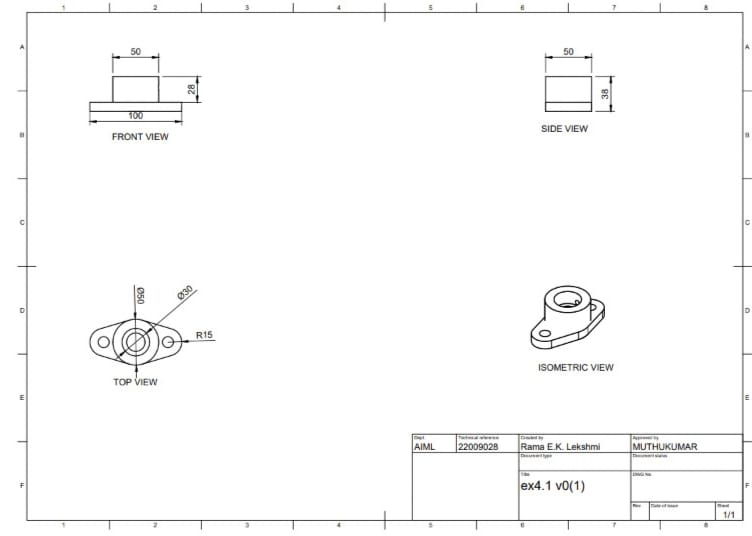 1 2 3 4 5 6 7 8
A A
50
50
28
38
100
FRONT VIEW
SIDE VIEW
B B
C C
D D
Ø50
Ø30
R15
TOP VIEW
ISOMETRIC VIEW
E E
Dept. Technical reference Created by Approved by
AIML 22009028 Rama E.K. Lekshmi MUTHUKUMAR
Document type Document status
Title DWG No.
ex4.1 v0(1)
F F
Rev. Date of issue Sheet
1/1
1 2 3 4 5 6 7 8